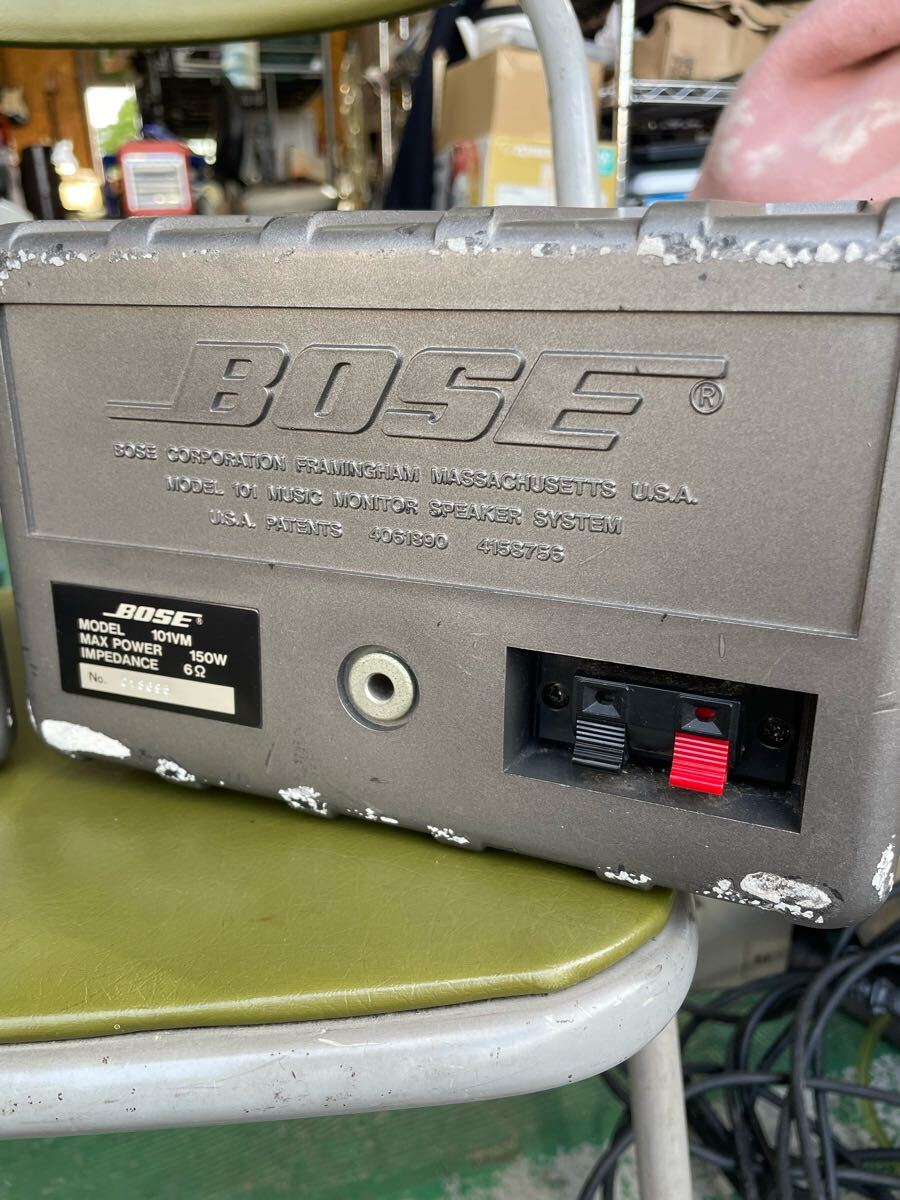 BOSE®
BOSE CORPORATION FRAMINGHAM MASSACHUSETTS U.S.A.
MODEL 101 MUSIC MONITOR SPEAKER SYSTEM
U.S.A. PATENTS 4061890 4158756
BOSE®
MODEL 101VM
MAX POWER 150W
IMPEDANCE 6Ω
No.